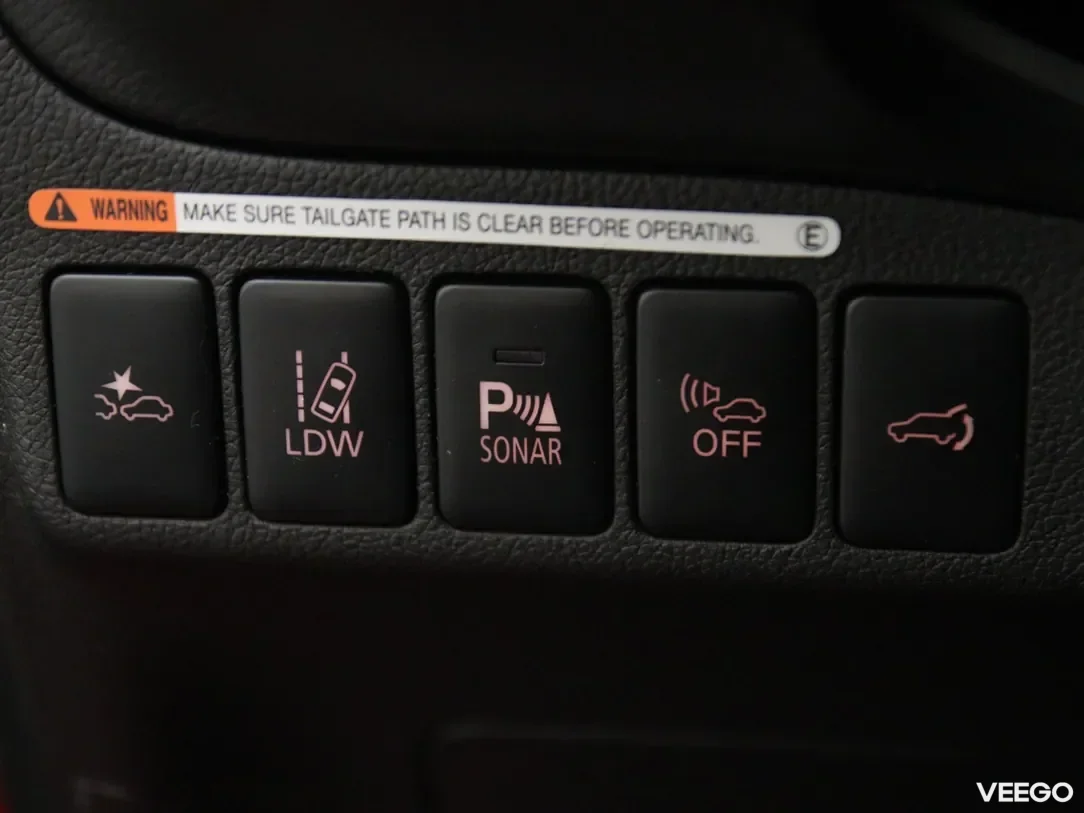 WARNING MAKE SURE TAILGATE PATH IS CLEAR BEFORE OPERATING. E
LDW
P
SONAR
OFF
VEEGO